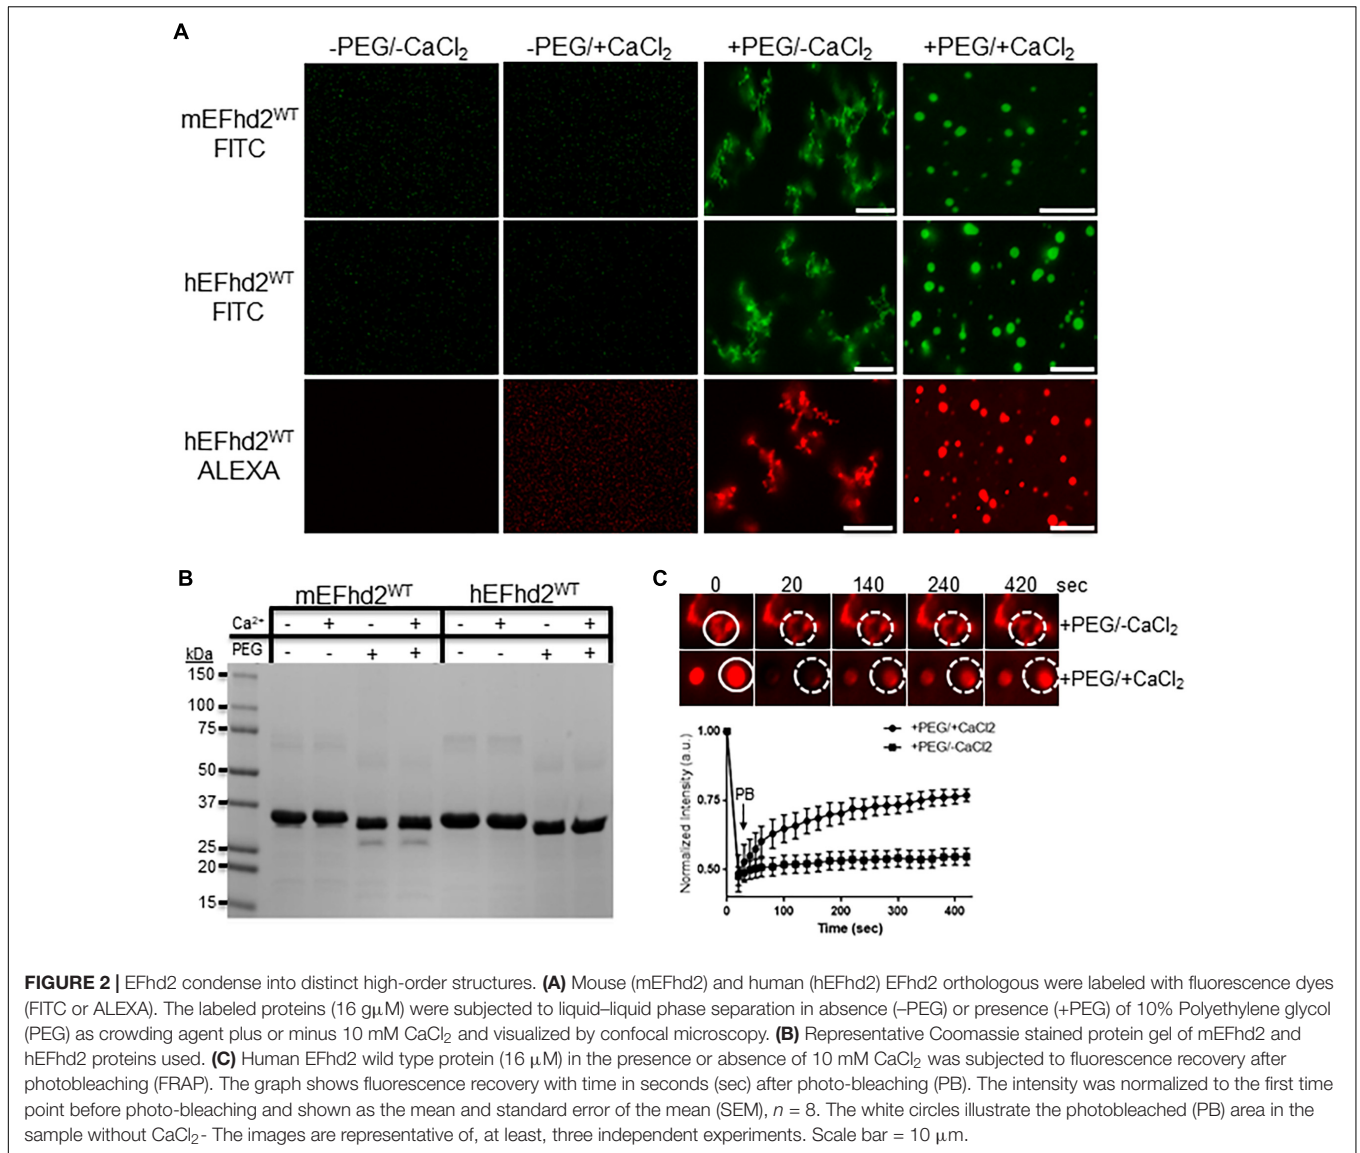 A
-PEG/-CaCl₂ -PEG/+CaCl₂ +PEG/-CaCl₂ +PEG/+CaCl₂
mEFhd2ᵂᵀ
FITC
hEFhd2ᵂᵀ
FITC
hEFhd2ᵂᵀ
ALEXA
B
mEFhd2ᵂᵀ hEFhd2ᵂᵀ
Ca²⁺ - + - + - + - +
kDa PEG - - + + - - + +
150
100
75
50
37
25
20
15
C
0 20 140 240 420 sec
+PEG/-CaCl₂
+PEG/+CaCl₂
+PEG/+CaCl2
+PEG/-CaCl2
Normalized Intensity (a.u.)
1.00
0.75
0.50
PB
0 100 200 300 400
Time (sec)
FIGURE 2 | EFhd2 condense into distinct high-order structures. (A) Mouse (mEFhd2) and human (hEFhd2) EFhd2 orthologous were labeled with fluorescence dyes
(FITC or ALEXA). The labeled proteins (16 gμM) were subjected to liquid–liquid phase separation in absence (–PEG) or presence (+PEG) of 10% Polyethylene glycol
(PEG) as crowding agent plus or minus 10 mM CaCl₂ and visualized by confocal microscopy. (B) Representative Coomassie stained protein gel of mEFhd2 and
hEFhd2 proteins used. (C) Human EFhd2 wild type protein (16 μM) in the presence or absence of 10 mM CaCl₂ was subjected to fluorescence recovery after
photobleaching (FRAP). The graph shows fluorescence recovery with time in seconds (sec) after photo-bleaching (PB). The intensity was normalized to the first time
point before photo-bleaching and shown as the mean and standard error of the mean (SEM), n = 8. The white circles illustrate the photobleached (PB) area in the
sample without CaCl₂- The images are representative of, at least, three independent experiments. Scale bar = 10 μm.